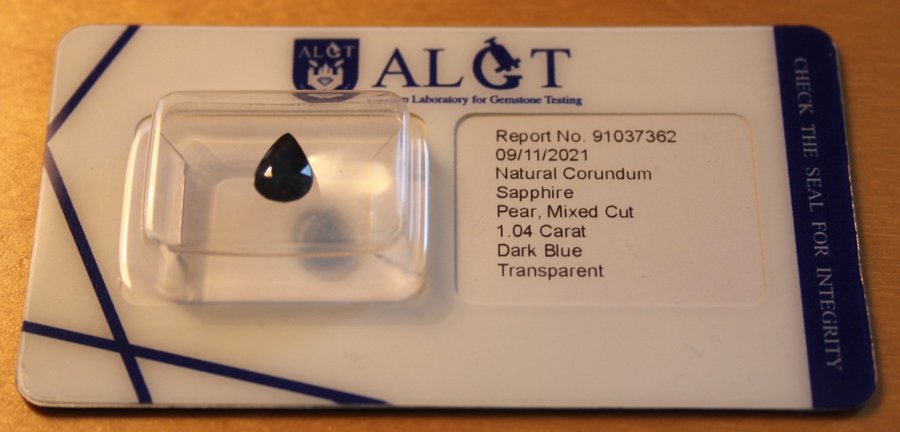 ALGT
ALGT
Laboratory for Gemstone Testing
Report No. 91037362
09/11/2021
Natural Corundum
Sapphire
Pear, Mixed Cut
1.04 Carat
Dark Blue
Transparent
CHECK THE SEAL FOR INTEGRITY